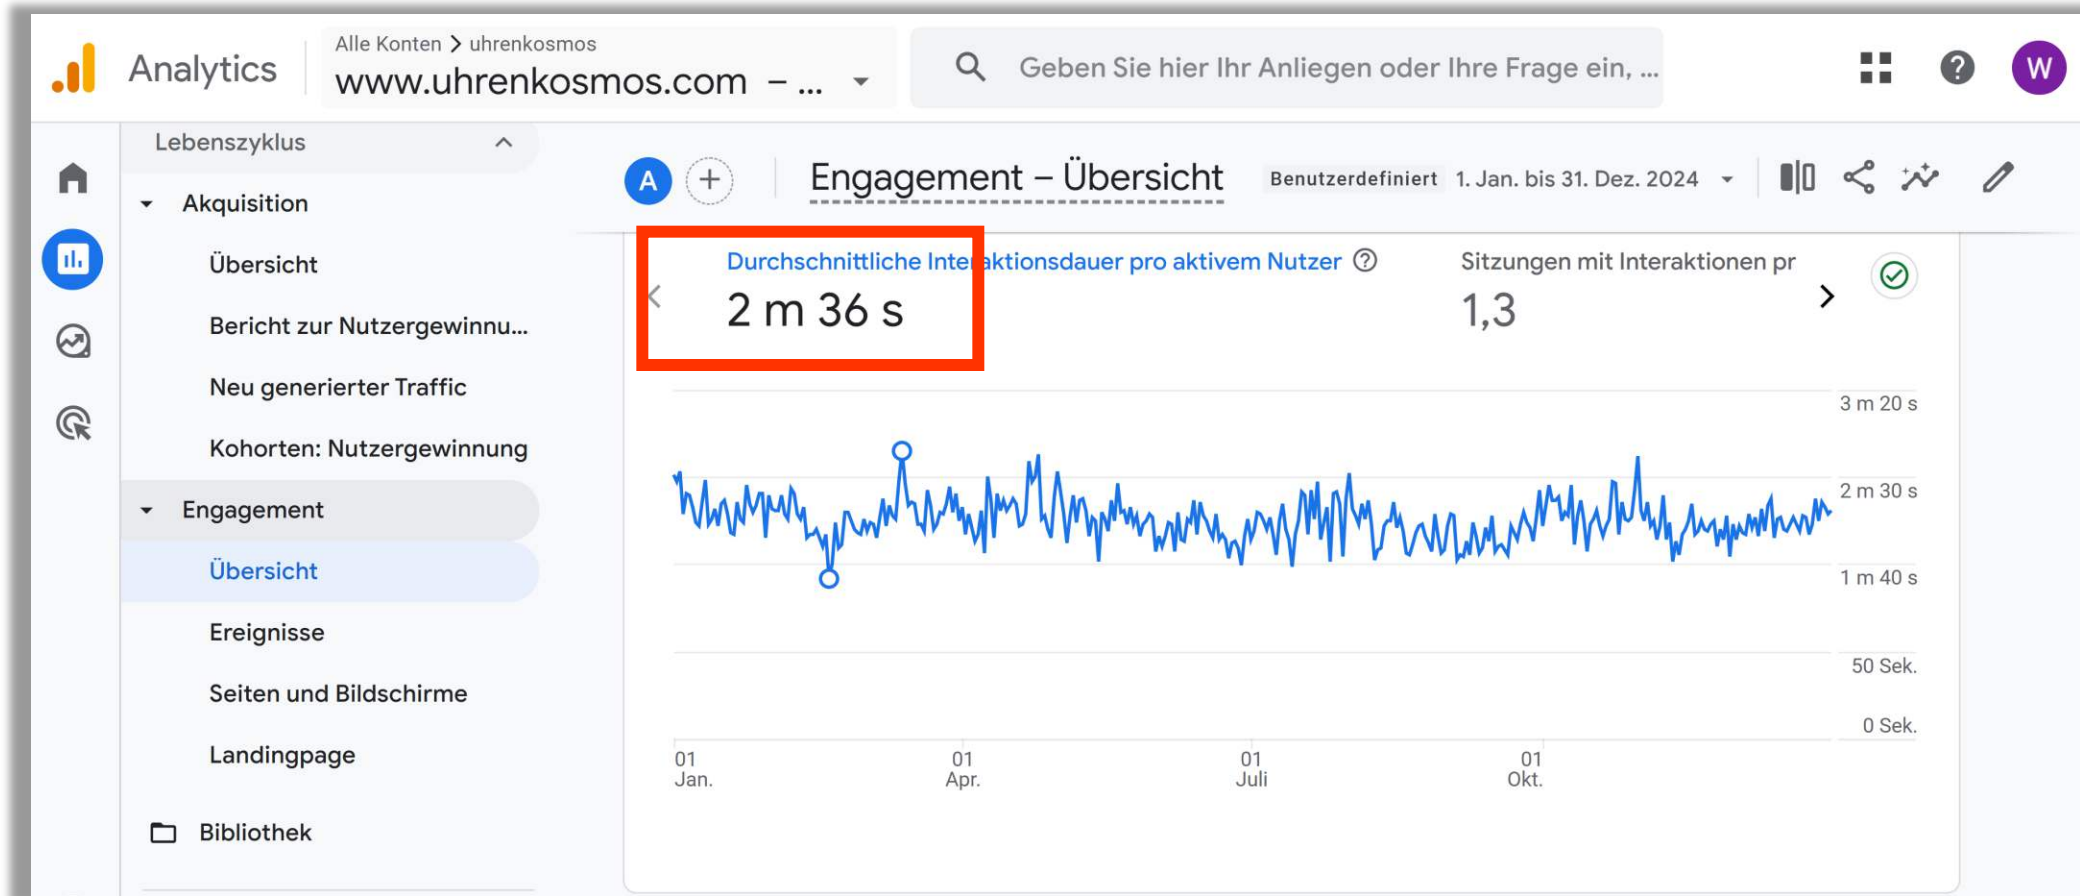 Analytics
Alle Konten > uhrenkosmos
www.uhrenkosmos.com – ...
Geben Sie hier Ihr Anliegen oder Ihre Frage ein, ...
W
Lebenszyklus
Akquisition
Übersicht
Bericht zur Nutzergewinnu...
Neu generierter Traffic
Kohorten: Nutzergewinnung
Engagement
Übersicht
Ereignisse
Seiten und Bildschirme
Landingpage
Bibliothek
A
Engagement – Übersicht
Benutzerdefiniert 1. Jan. bis 31. Dez. 2024
Durchschnittliche Interaktionsdauer pro aktivem Nutzer
2 m 36 s
Sitzungen mit Interaktionen pr
1,3
3 m 20 s
2 m 30 s
1 m 40 s
50 Sek.
0 Sek.
01
Jan.
01
Apr.
01
Juli
01
Okt.